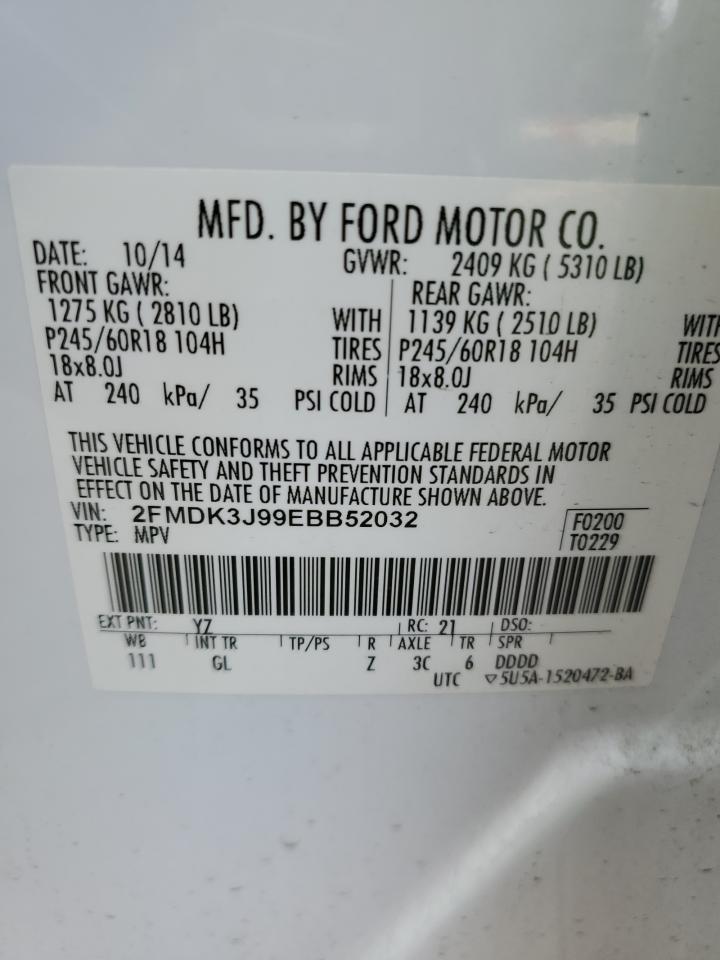 MFD. BY FORD MOTOR CO.
DATE: 10/14 GVWR: 2409 KG ( 5310 LB)
FRONT GAWR: REAR GAWR:
1275 KG ( 2810 LB) WITH 1139 KG ( 2510 LB) WITH
P245/60R18 104H TIRES P245/60R18 104H TIRES
18x8.0J RIMS 18x8.0J RIMS
AT 240 kPa/ 35 PSI COLD AT 240 kPa/ 35 PSI COLD
THIS VEHICLE CONFORMS TO ALL APPLICABLE FEDERAL MOTOR
VEHICLE SAFETY AND THEFT PREVENTION STANDARDS IN
EFFECT ON THE DATE OF MANUFACTURE SHOWN ABOVE.
VIN: 2FMDK3J99EBB52032 F0200
TYPE: MPV T0229
EXT PNT: YZ RC: 21 DSO:
WB INT TR TP/PS R AXLE TR SPR
111 GL Z 3C 6 DDDD
UTC ▽5U5A-1520472-BA